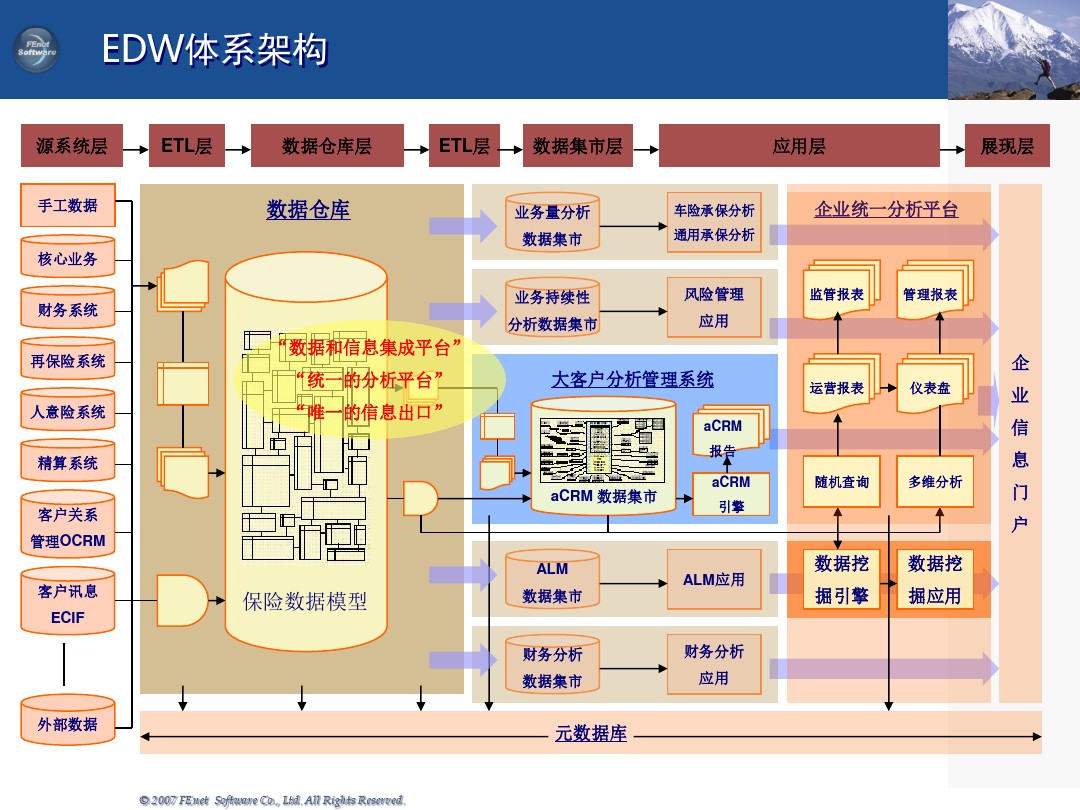 FEnet
Software
EDW体系架构
源系统层
ETL层
数据仓库层
ETL层
数据集市层
应用层
展现层
手工数据
核心业务
财务系统
再保险系统
人意险系统
精算系统
客户关系
管理OCRM
客户讯息
ECIF
外部数据
数据仓库
“数据和信息集成平台”
“统一的分析平台”
“唯一的信息出口”
保险数据模型
业务量分析
数据集市
车险承保分析
通用承保分析
业务持续性
分析数据集市
风险管理
应用
大客户分析管理系统
aCRM 数据集市
aCRM
报告
aCRM
引擎
ALM
数据集市
ALM应用
财务分析
数据集市
财务分析
应用
企业统一分析平台
监管报表
管理报表
运营报表
仪表盘
随机查询
多维分析
数据挖
掘引擎
数据挖
掘应用
企
业
信
息
门
户
元数据库
© 2007 FEnet Software Co., Ltd. All Rights Reserved.